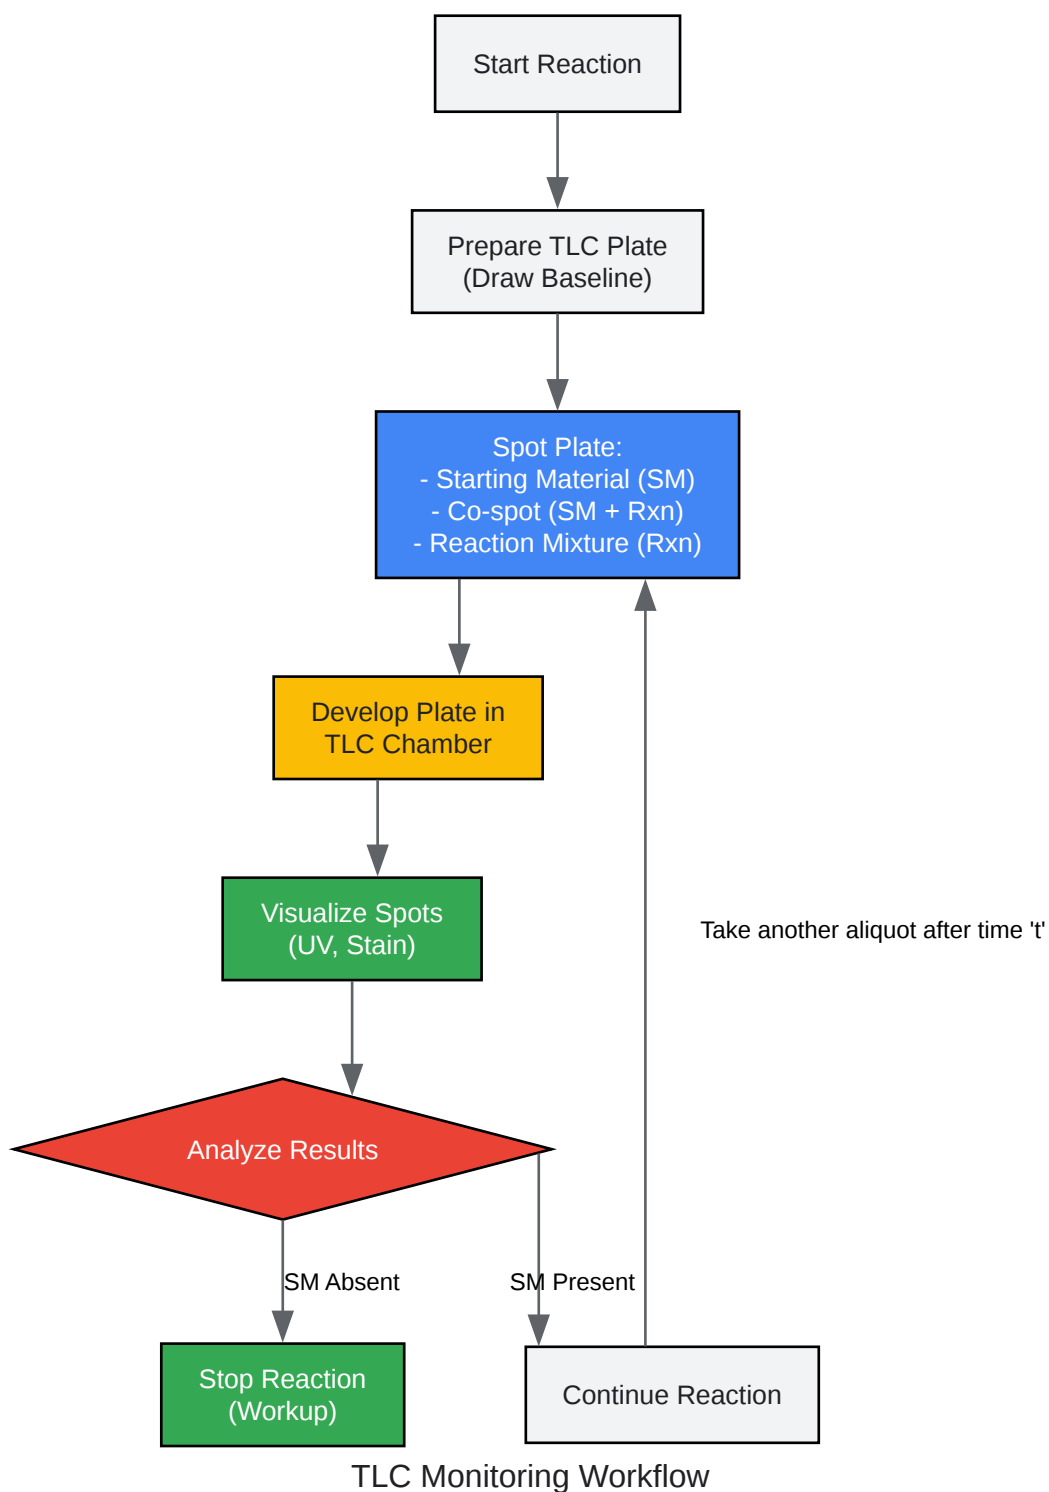 Start Reaction
Prepare TLC Plate
(Draw Baseline)
Spot Plate:
- Starting Material (SM)
- Co-spot (SM + Rxn)
- Reaction Mixture (Rxn)
Develop Plate in
TLC Chamber
Visualize Spots
(UV, Stain)
Take another aliquot after time 't'
Analyze Results
SM Absent
SM Present
Stop Reaction
(Workup)
Continue Reaction
TLC Monitoring Workflow